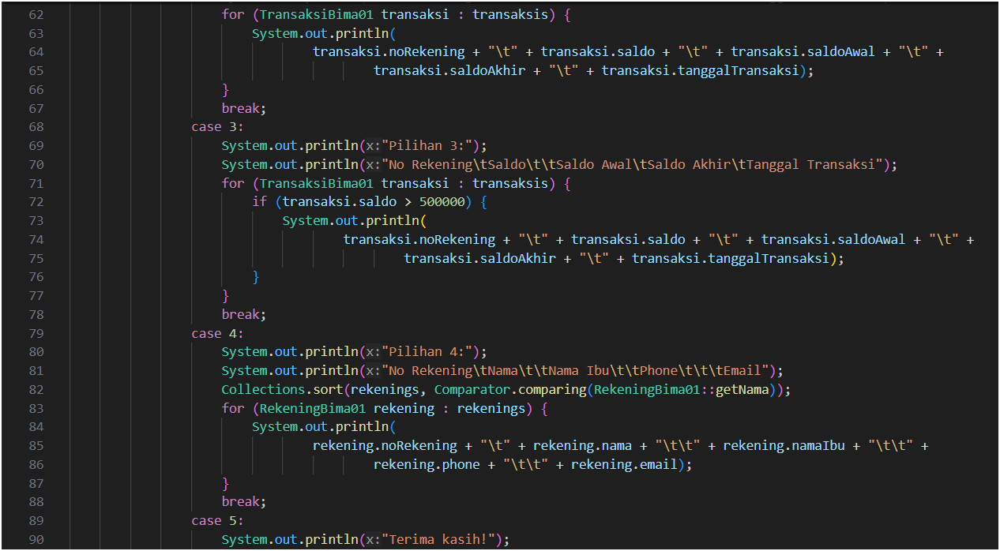 62 for (TransaksiBima01 transaksi : transaksis) {
63 System.out.println(
64 transaksi.noRekening + "\t" + transaksi.saldo + "\t" + transaksi.saldoAwal + "\t" +
65 transaksi.saldoAkhir + "\t" + transaksi.tanggalTransaksi);
66 }
67 break;
68 case 3:
69 System.out.println(x:"Pilihan 3:");
70 System.out.println(x:"No Rekening\tSaldo\t\tSaldo Awal\tSaldo Akhir\tTanggal Transaksi");
71 for (TransaksiBima01 transaksi : transaksis) {
72 if (transaksi.saldo > 500000) {
73 System.out.println(
74 transaksi.noRekening + "\t" + transaksi.saldo + "\t" + transaksi.saldoAwal + "\t" +
75 transaksi.saldoAkhir + "\t" + transaksi.tanggalTransaksi);
76 }
77 }
78 break;
79 case 4:
80 System.out.println(x:"Pilihan 4:");
81 System.out.println(x:"No Rekening\tNama\t\tNama Ibu\t\tPhone\t\t\tEmail");
82 Collections.sort(rekenings, Comparator.comparing(RekeningBima01::getNama));
83 for (RekeningBima01 rekening : rekenings) {
84 System.out.println(
85 rekening.noRekening + "\t" + rekening.nama + "\t\t" + rekening.namaIbu + "\t\t" +
86 rekening.phone + "\t\t" + rekening.email);
87 }
88 break;
89 case 5:
90 System.out.println(x:"Terima kasih!");